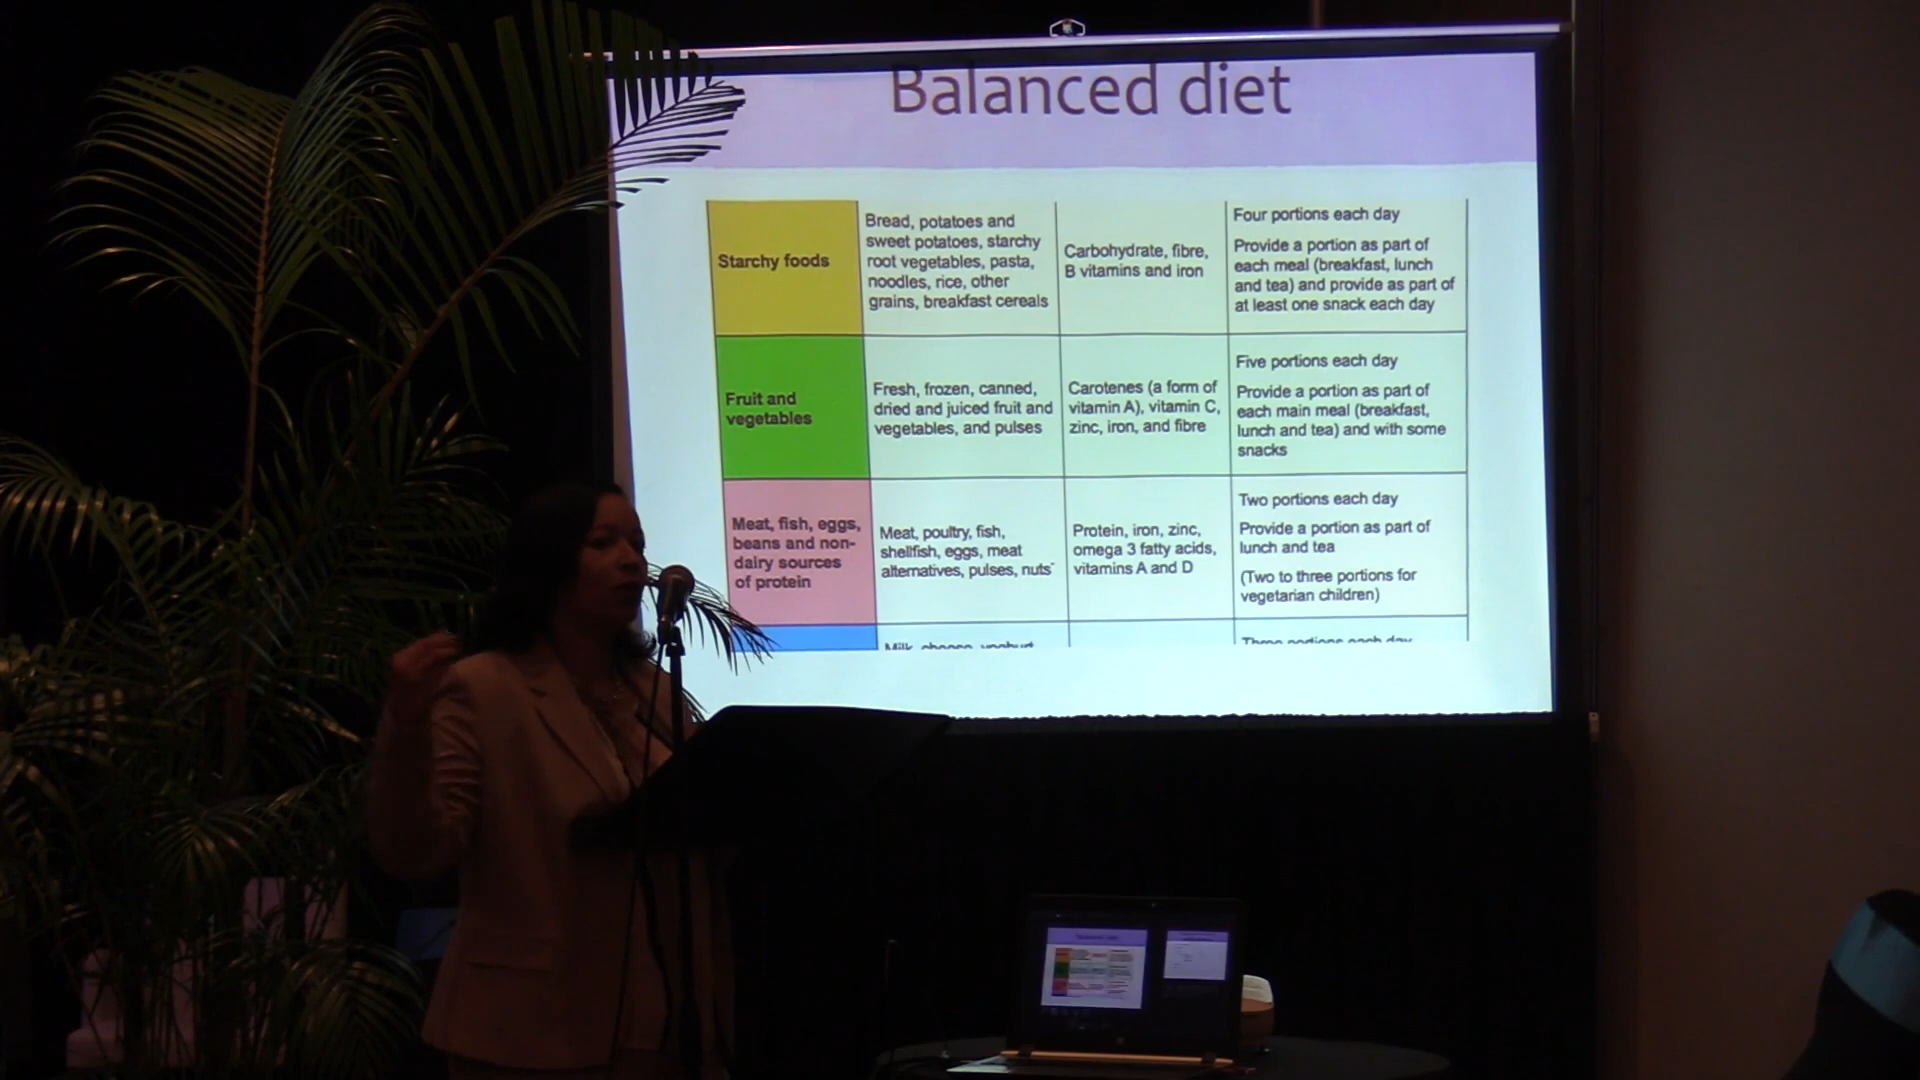 Balanced diet
Starchy foods
Bread, potatoes and
sweet potatoes, starchy
root vegetables, pasta,
noodles, rice, other
grains, breakfast cereals
Carbohydrate, fibre,
B vitamins and iron
Four portions each day
Provide a portion as part of
each meal (breakfast, lunch
and tea) and provide as part of
at least one snack each day
Fruit and
vegetables
Fresh, frozen, canned,
dried and juiced fruit and
vegetables, and pulses
Carotenes (a form of
vitamin A), vitamin C,
zinc, iron, and fibre
Five portions each day
Provide a portion as part of
each main meal (breakfast,
lunch and tea) and with some
snacks
Meat, fish, eggs,
beans and non-
dairy sources
of protein
Meat, poultry, fish,
shellfish, eggs, meat
alternatives, pulses, nuts*
Protein, iron, zinc,
omega 3 fatty acids,
vitamins A and D
Two portions each day
Provide a portion as part of
lunch and tea
(Two to three portions for
vegetarian children)
Milk, cheese, yoghurt
Three portions each day